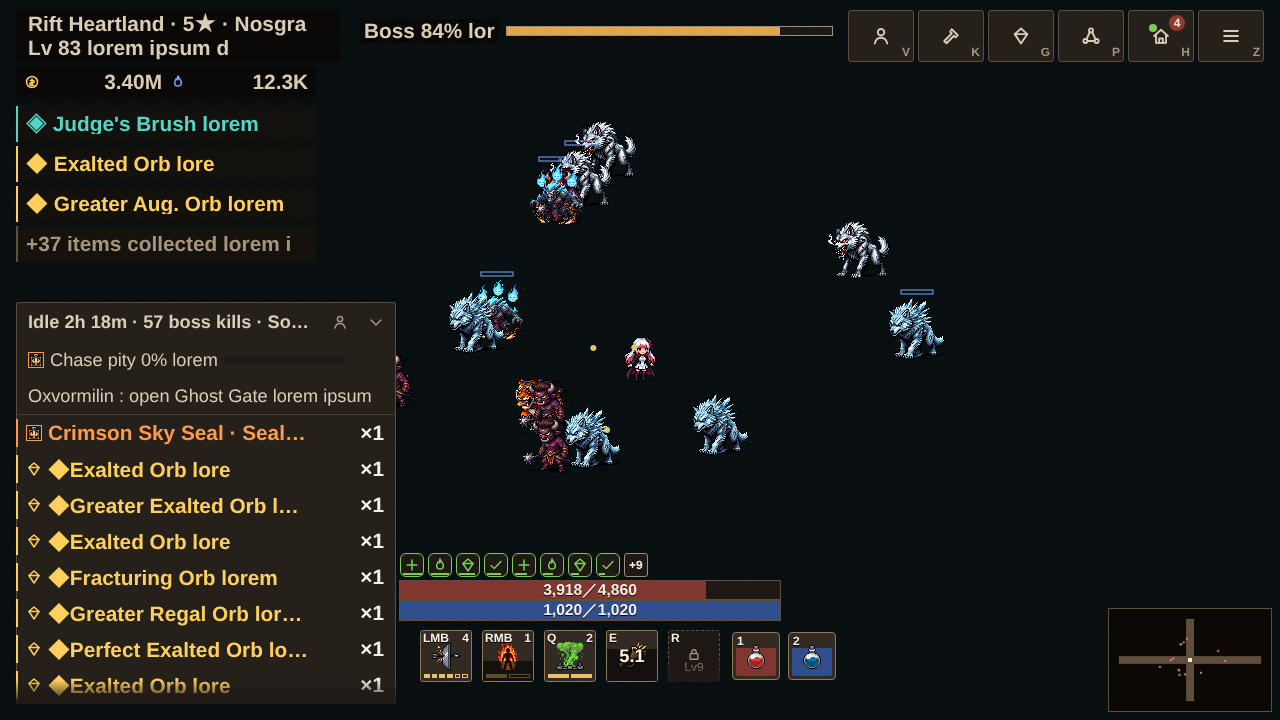 Rift Heartland · 5★ · Nosgra
Lv 83 lorem ipsum d
Boss 84% lor
V
K
G
P
4
H
Z
3.40M
12.3K
Judge's Brush lorem
Exalted Orb lore
Greater Aug. Orb lorem
+37 items collected lorem i
Idle 2h 18m · 57 boss kills · So…
Chase pity 0% lorem
Oxvormilin : open Ghost Gate lorem ipsum
Crimson Sky Seal · Seal… ×1
Exalted Orb lore ×1
Greater Exalted Orb l… ×1
Exalted Orb lore ×1
Fracturing Orb lorem ×1
Greater Regal Orb lor… ×1
Perfect Exalted Orb lo… ×1
Exalted Orb lore ×1
+9
3,918／4,860
1,020／1,020
LMB 4
RMB 1
Q 2
E 5.1
R Lv9
1
2